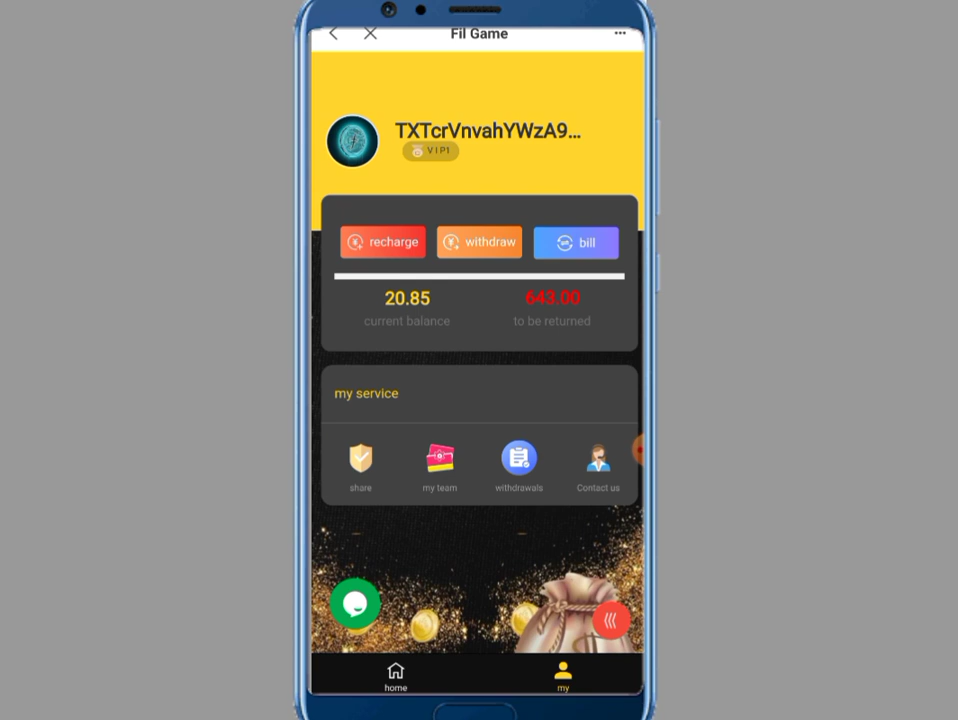 Fil Game
TXTcrVnvahYWzA9...
VIP1
recharge withdraw bill
20.85 643.00
current balance to be returned
my service
share my team withdrawals Contact us
home my